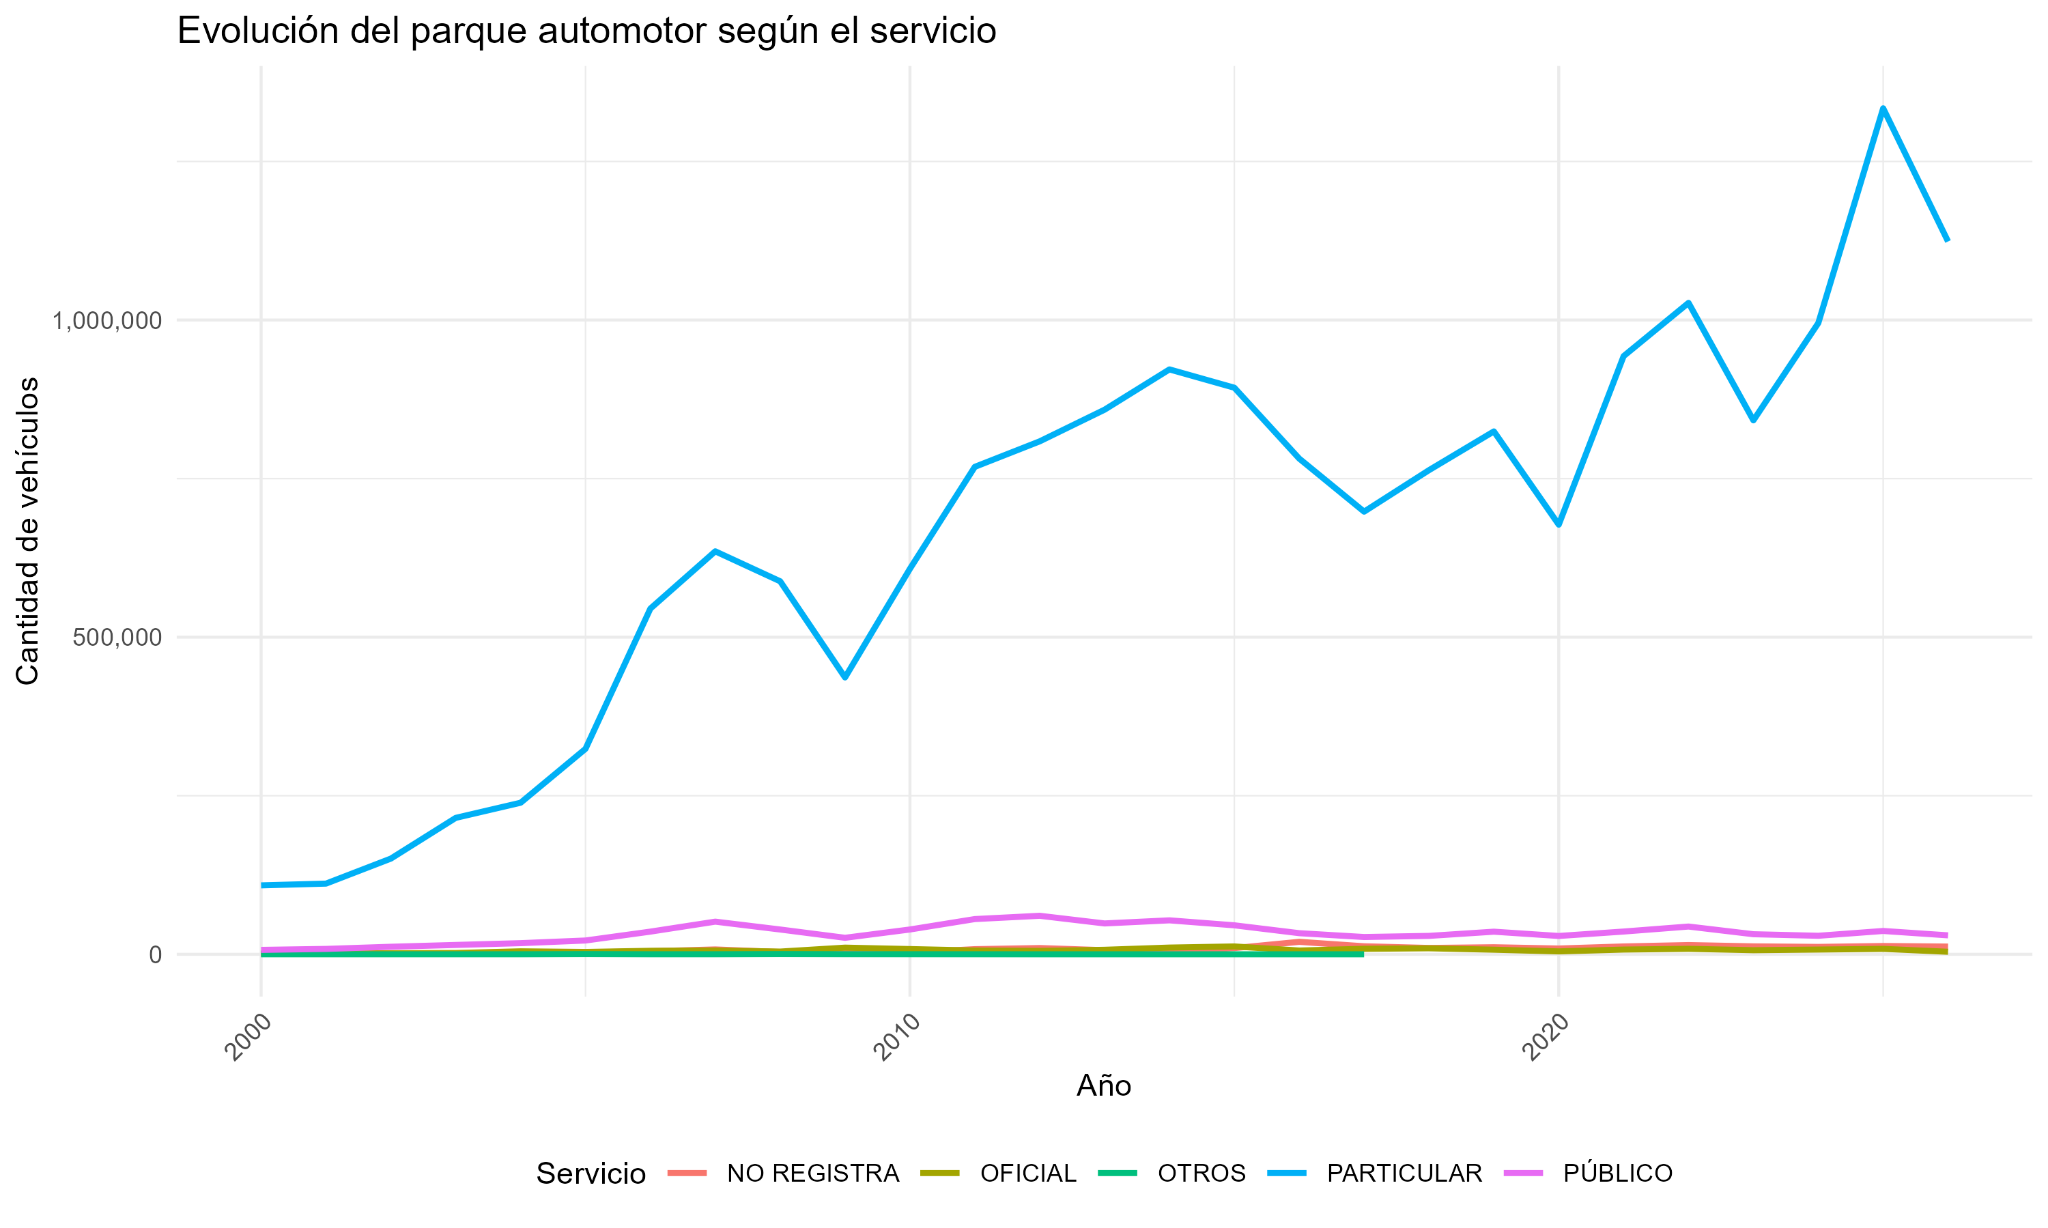 Evolución del parque automotor según el servicio
Cantidad de vehículos
1,000,000
500,000
0
2000
2010
2020
Año
Servicio
NO REGISTRA
OFICIAL
OTROS
PARTICULAR
PÚBLICO